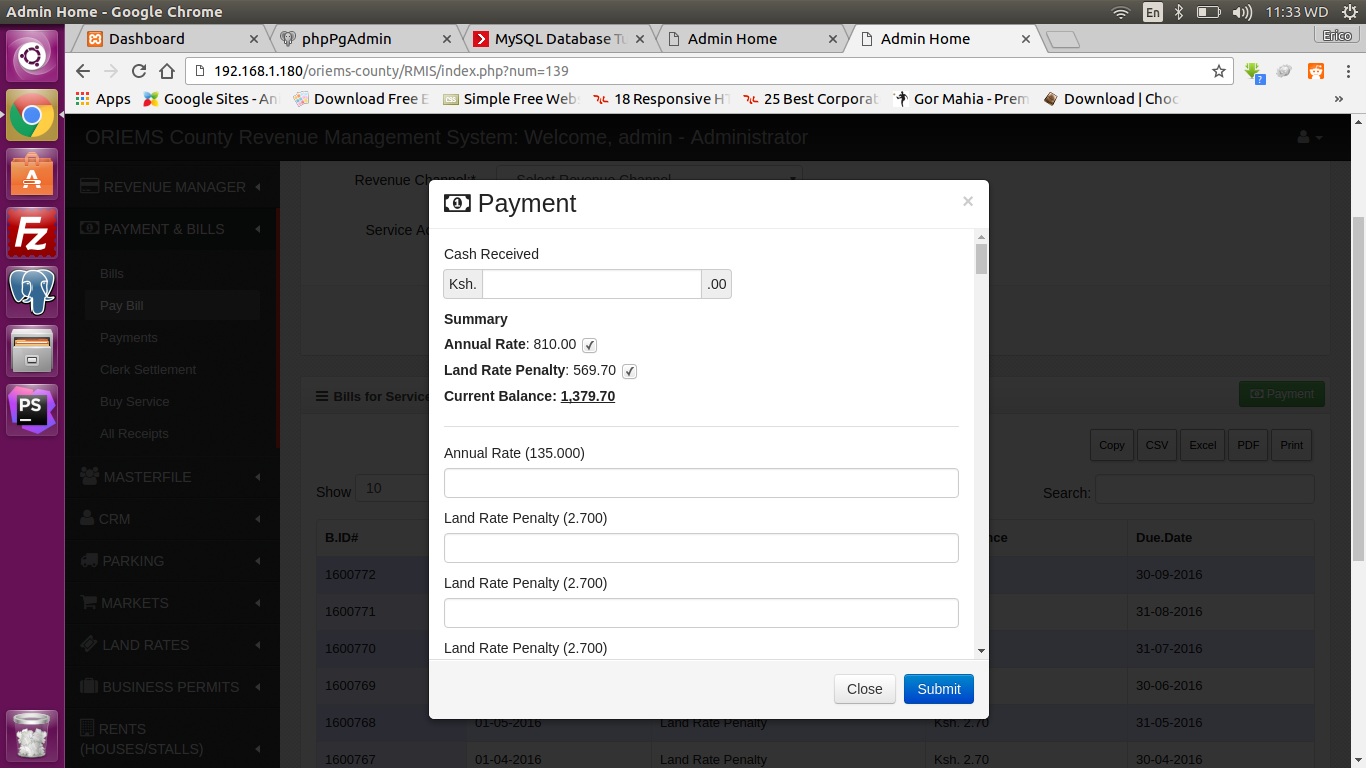 Admin Home - Google Chrome
En
11:33 WD
Dashboard
phpPgAdmin
MySQL Database Tu
Admin Home
Admin Home
Erico
192.168.1.180/oriems-county/RMIS/index.php?num=139
Apps
Google Sites - An
Download Free E
Simple Free Web
18 Responsive HT
25 Best Corporat
Gor Mahia - Prem
Download | Choc
»
ORIEMS County Revenue Management System: Welcome, admin - Administrator
REVENUE MANAGER
PAYMENT & BILLS
Bills
Pay Bill
Payments
Clerk Settlement
Buy Service
All Receipts
MASTERFILE
CRM
PARKING
MARKETS
LAND RATES
BUSINESS PERMITS
RENTS
(HOUSES/STALLS)
Revenue Channel*
Select Revenue Channel
Service Ac
Payment
×
Cash Received
Ksh.
.00
Summary
Annual Rate: 810.00
Land Rate Penalty: 569.70
Current Balance: 1,379.70
Annual Rate (135.000)
Land Rate Penalty (2.700)
Land Rate Penalty (2.700)
Land Rate Penalty (2.700)
Close
Submit
Bills for Service
Payment
Copy
CSV
Excel
PDF
Print
Show 10
Search:
B.ID#
nce
Due.Date
1600772
30-09-2016
1600771
31-08-2016
1600770
31-07-2016
1600769
30-06-2016
1600768
01-05-2016
Land Rate Penalty
Ksh. 2.70
31-05-2016
1600767
01-04-2016
Land Rate Penalty
Ksh. 2.70
30-04-2016